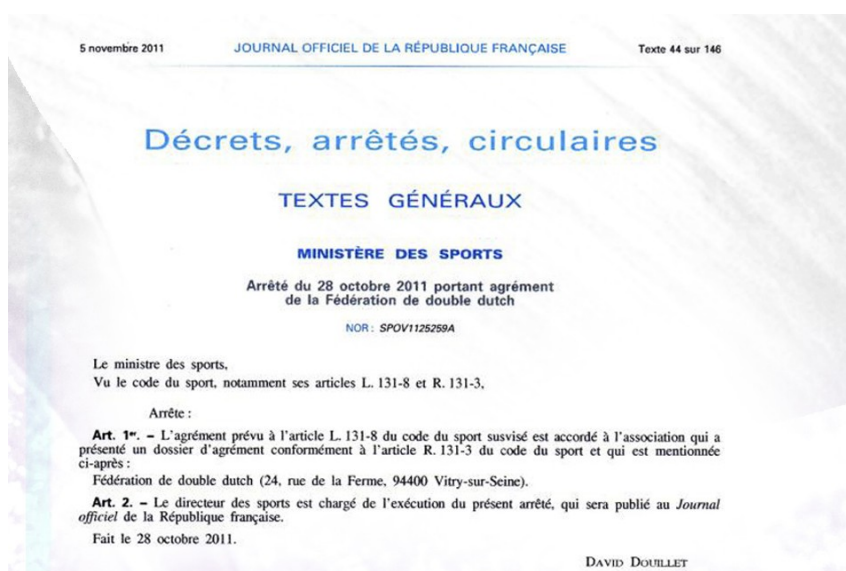 5 novembre 2011 JOURNAL OFFICIEL DE LA RÉPUBLIQUE FRANÇAISE Texte 44 sur 146
Décrets, arrêtés, circulaires
TEXTES GÉNÉRAUX
MINISTÈRE DES SPORTS
Arrêté du 28 octobre 2011 portant agrément
de la Fédération de double dutch
NOR : SPOV1125259A
Le ministre des sports,
Vu le code du sport, notamment ses articles L. 131-8 et R. 131-3,
Arrête :
Art. 1er. – L'agrément prévu à l'article L. 131-8 du code du sport susvisé est accordé à l'association qui a
présenté un dossier d'agrément conformément à l'article R. 131-3 du code du sport et qui est mentionnée
ci-après :
Fédération de double dutch (24, rue de la Ferme, 94400 Vitry-sur-Seine).
Art. 2. – Le directeur des sports est chargé de l'exécution du présent arrêté, qui sera publié au Journal
officiel de la République française.
Fait le 28 octobre 2011.
DAVID DOUILLET